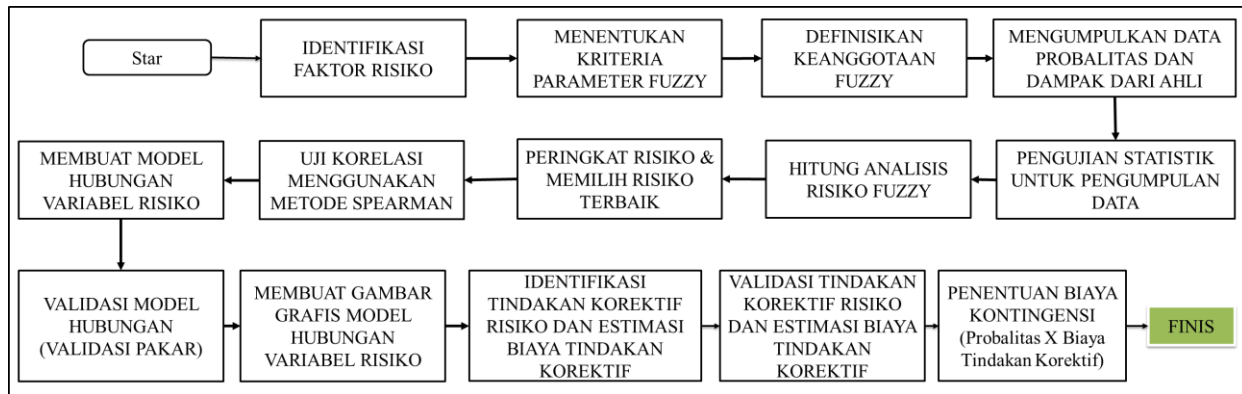 Star
IDENTIFIKASI
FAKTOR RISIKO
MENENTUKAN
KRITERIA
PARAMETER FUZZY
DEFINISIKAN
KEANGGOTAAN
FUZZY
MENGUMPULKAN DATA
PROBALITAS DAN
DAMPAK DARI AHLI
PENGUJIAN STATISTIK
UNTUK PENGUMPULAN
DATA
HITUNG ANALISIS
RISIKO FUZZY
PERINGKAT RISIKO &
MEMILIH RISIKO
TERBAIK
UJI KORELASI
MENGGUNAKAN
METODE SPEARMAN
MEMBUAT MODEL
HUBUNGAN
VARIABEL RISIKO
VALIDASI MODEL
HUBUNGAN
(VALIDASI PAKAR)
MEMBUAT GAMBAR
GRAFIS MODEL
HUBUNGAN
VARIABEL RISIKO
IDENTIFIKASI
TINDAKAN KOREKTIF
RISIKO DAN ESTIMASI
BIAYA TINDAKAN
KOREKTIF
VALIDASI TINDAKAN
KOREKTIF RISIKO
DAN ESTIMASI BIAYA
TINDAKAN
KOREKTIF
PENENTUAN BIAYA
KONTINGENSI
(Probalitas X Biaya
Tindakan Korektif)
FINIS